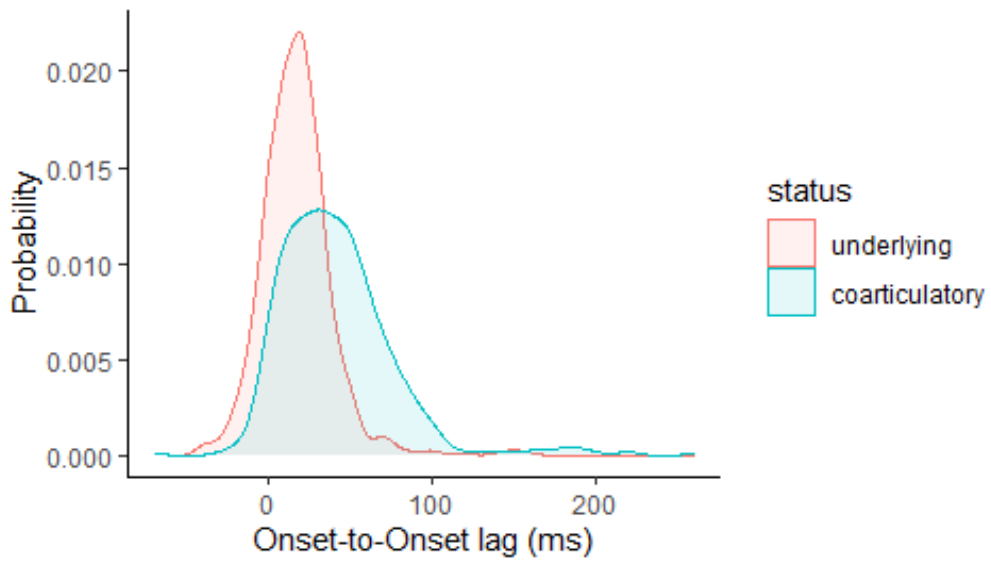 Probability
0.020
0.015
0.010
0.005
0.000
0
100
200
Onset-to-Onset lag (ms)
status
underlying
coarticulatory